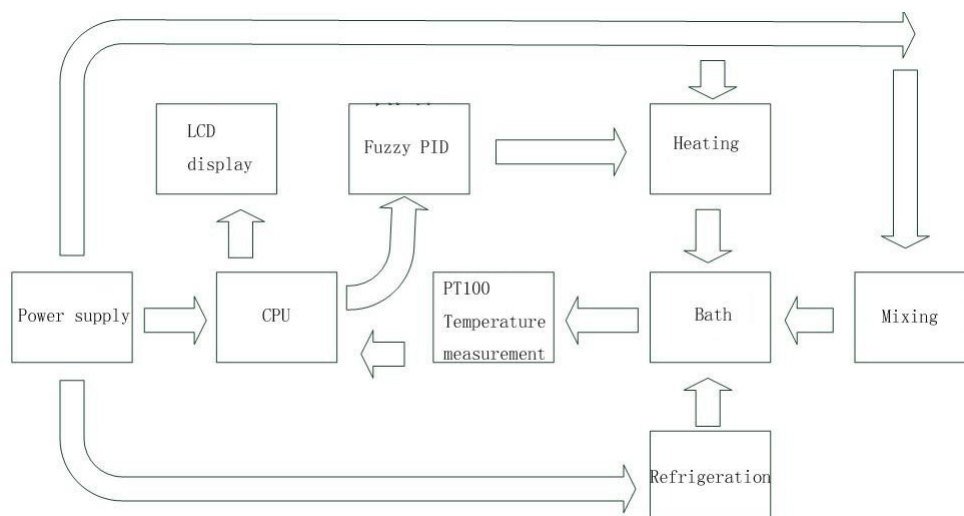 LCD
display
Fuzzy PID
Heating
Power supply
CPU
PT100
Temperature
measurement
Bath
Mixing
Refrigeration